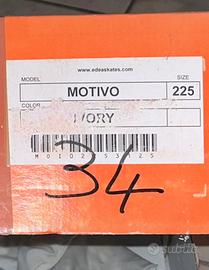 www.edeaskates.com
MODEL
SIZE
MOTIVO
225
COLOR
IVORY
34
subito